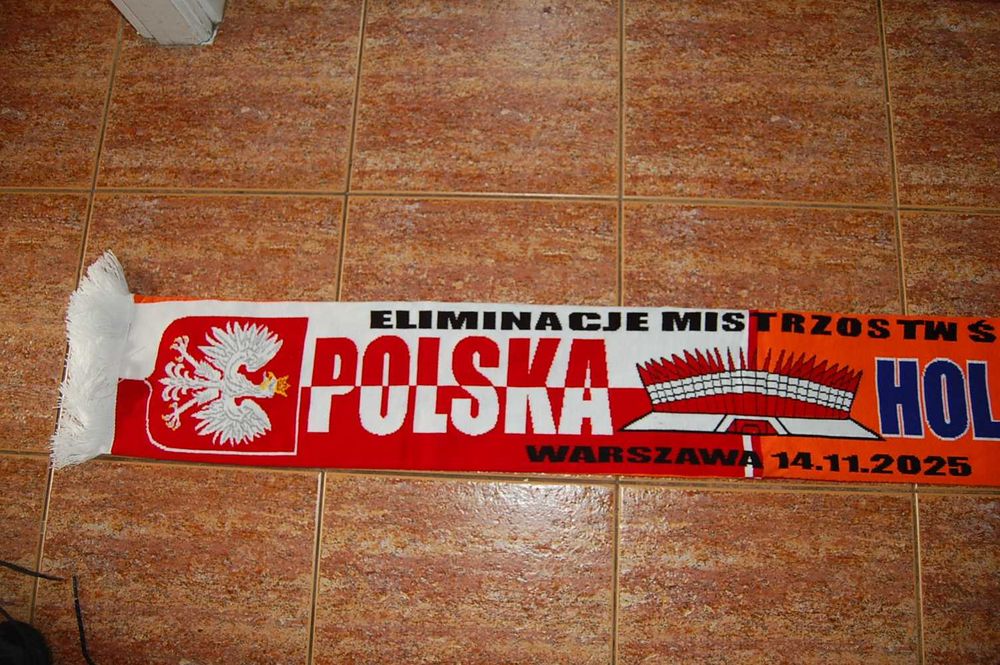 ELIMINACJE MISTRZOSTW Ś
POLSKA HOL
WARSZAWA 14.11.2025